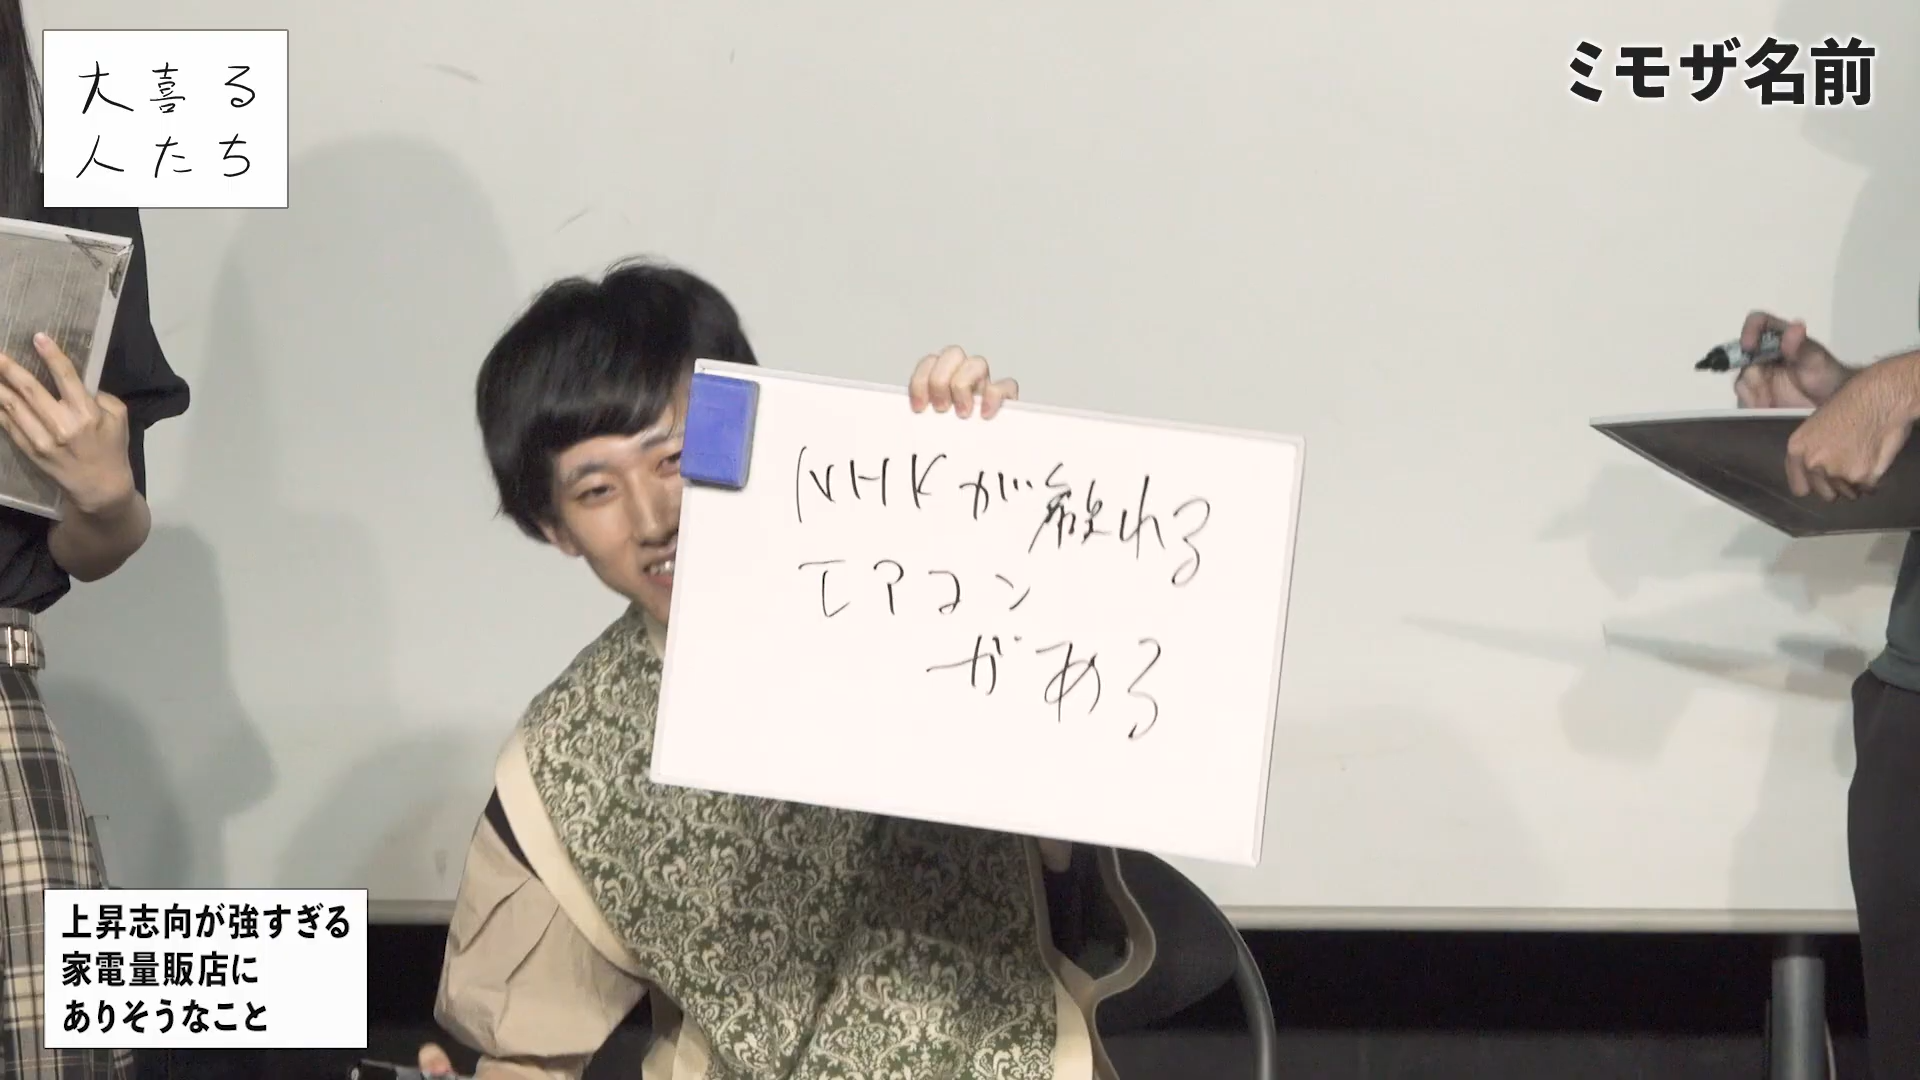 大喜る
人たち
ミモザ名前
NHKが
れる
エアコン
がある
上昇志向が強すぎる
家電量販店に
ありそうなこと